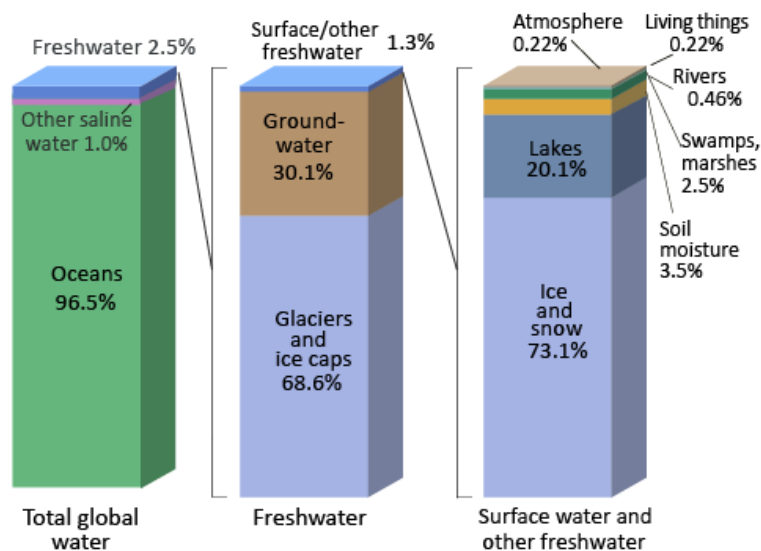 Freshwater 2.5%
Other saline
water 1.0%
Oceans
96.5%
Total global
water
Surface/other
freshwater
1.3%
Ground-
water
30.1%
Glaciers
and
ice caps
68.6%
Freshwater
Atmosphere
0.22%
Living things
0.22%
Rivers
0.46%
Swamps,
marshes
2.5%
Soil
moisture
3.5%
Lakes
20.1%
Ice
and
snow
73.1%
Surface water and
other freshwater